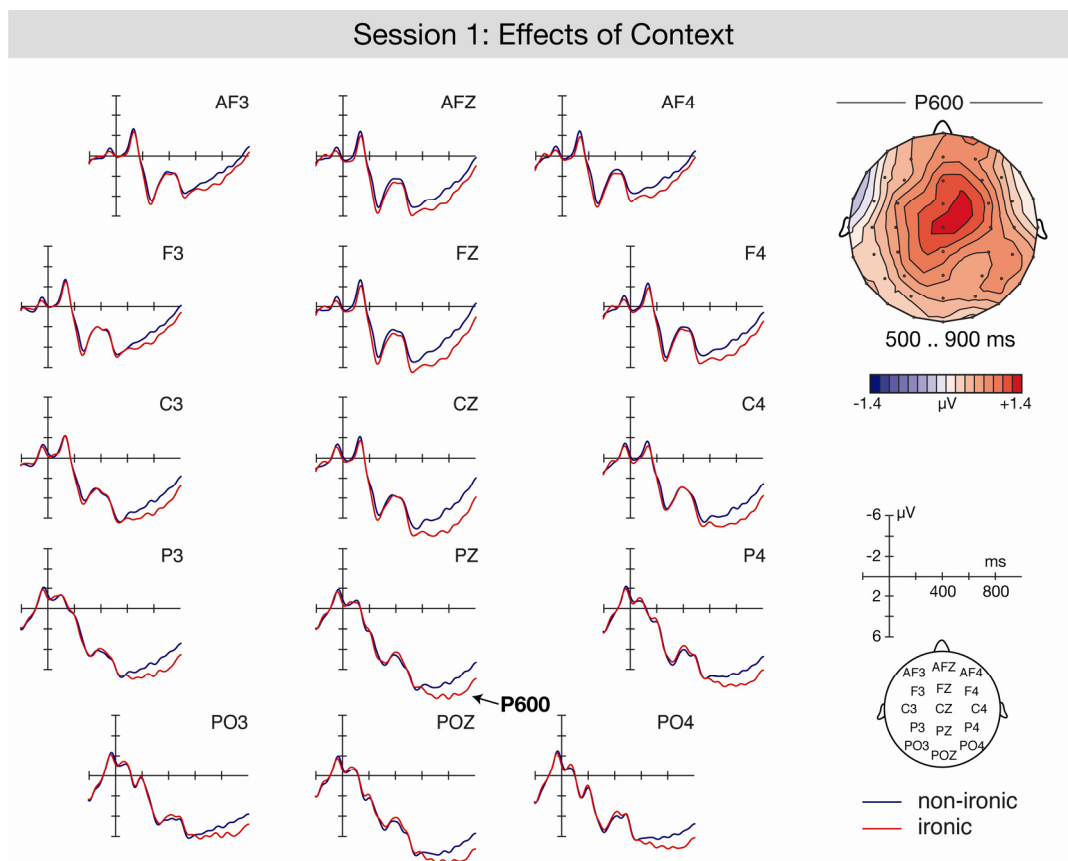 Session 1: Effects of Context
AF3 AFZ AF4
P600
F3 FZ F4
500 .. 900 ms
-1.4 µV +1.4
C3 CZ C4
-6 µV
-2
ms
2 400 800
6
P3 PZ P4
P600
AFZ
AF3 AF4
F3 FZ F4
C3 CZ C4
P3 PZ P4
PO3 PO4
POZ
PO3 POZ PO4
non-ironic
ironic